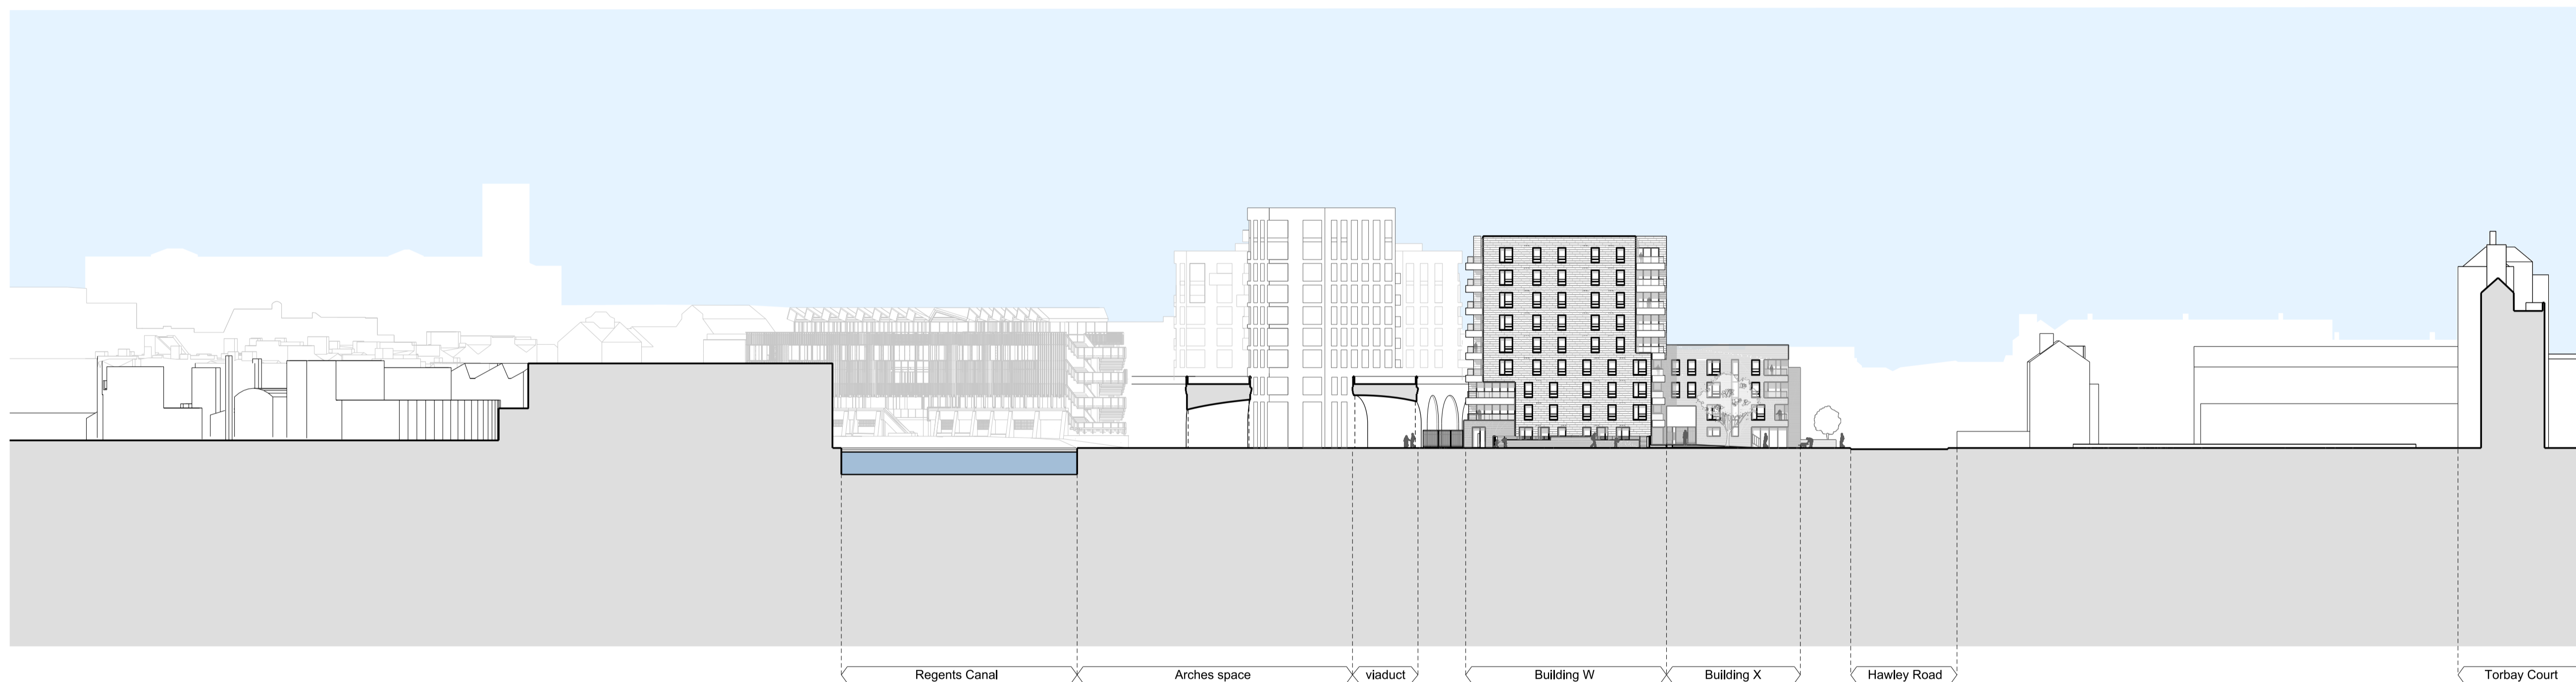 Regents Canal
Arches space
viaduct
Building W
Building X
Hawley Road
Torbay Court